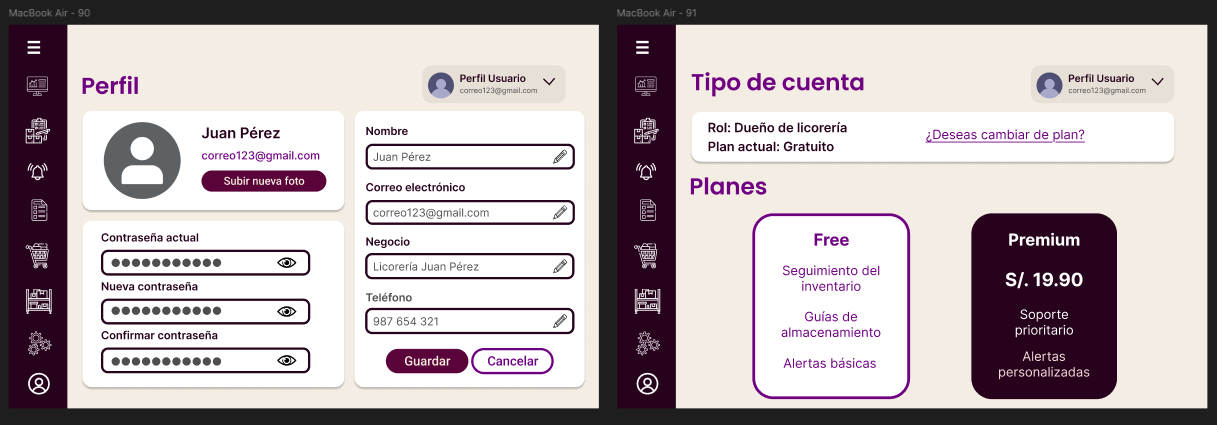 MacBook Air - 90
Perfil
Perfil Usuario
correo123@gmail.com
Juan Pérez
correo123@gmail.com
Subir nueva foto
Contraseña actual
Nueva contraseña
Confirmar contraseña
Nombre
Juan Pérez
Correo electrónico
correo123@gmail.com
Negocio
Licorería Juan Pérez
Teléfono
987 654 321
Guardar
Cancelar
MacBook Air - 91
Tipo de cuenta
Perfil Usuario
correo123@gmail.com
Rol: Dueño de licorería
Plan actual: Gratuito
¿Deseas cambiar de plan?
Planes
Free
Seguimiento del
inventario
Guías de
almacenamiento
Alertas básicas
Premium
S/. 19.90
Soporte
prioritario
Alertas
personalizadas